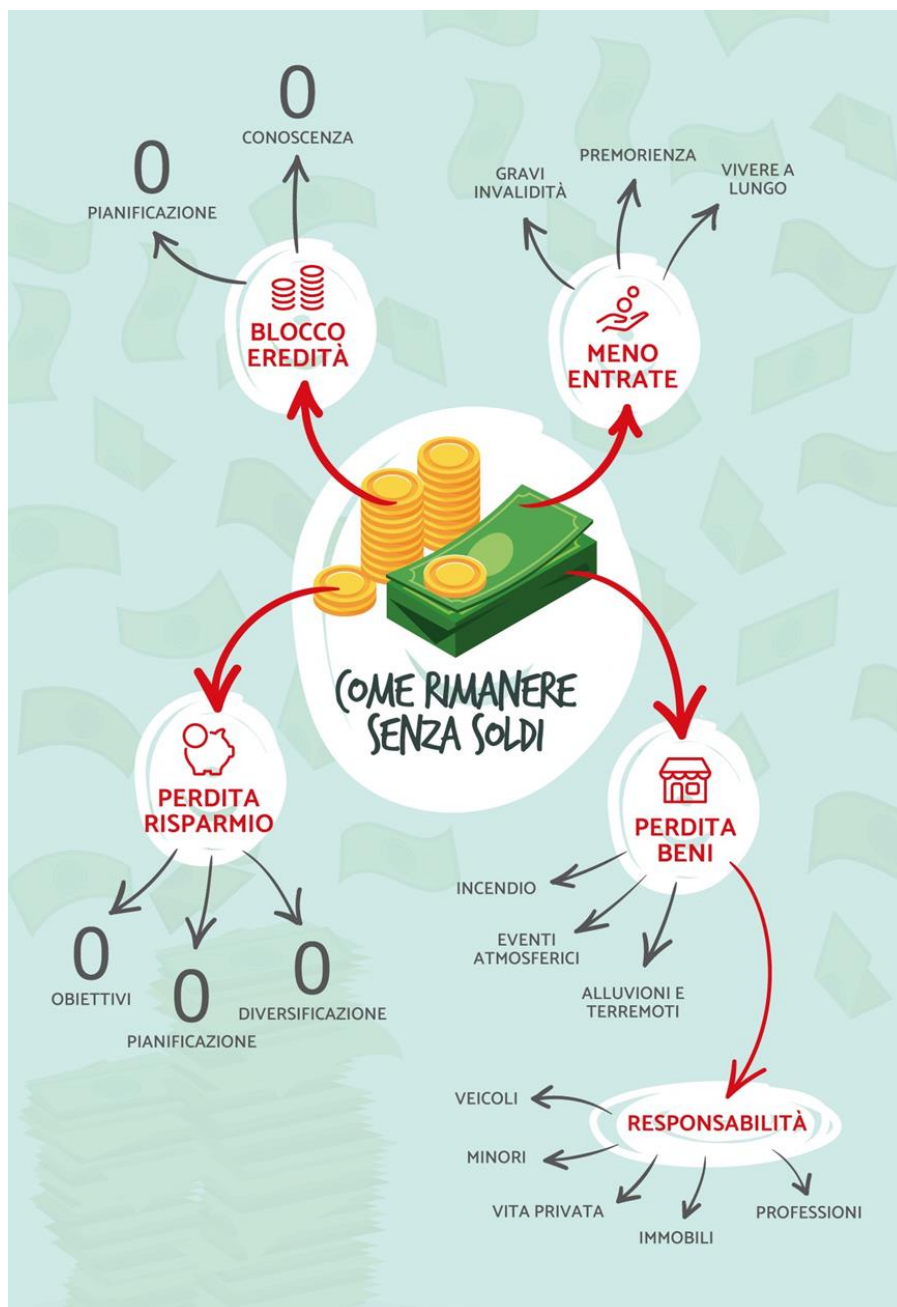 0
CONOSCENZA
0
PIANIFICAZIONE
BLOCCO
EREDITÀ
PREMORIENZA
GRAVI
INVALIDITÀ
VIVERE A
LUNGO
MENO
ENTRATE
COME RIMANERE
SENZA SOLDI
PERDITA
RISPARMIO
0
OBIETTIVI
0
PIANIFICAZIONE
0
DIVERSIFICAZIONE
PERDITA
BENI
INCENDIO
EVENTI
ATMOSFERICI
ALLUVIONI E
TERREMOTI
RESPONSABILITÀ
VEICOLI
MINORI
VITA PRIVATA
IMMOBILI
PROFESSIONI